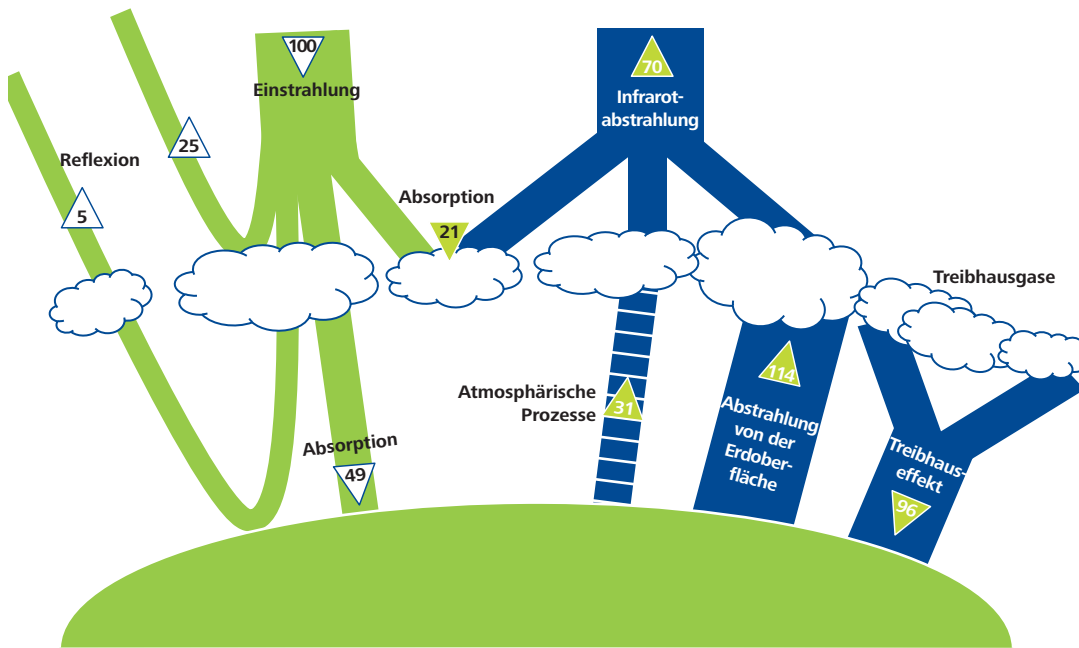 100
Einstrahlung
70
Infrarot-
abstrahlung
25
Reflexion
5
Absorption
21
Treibhausgase
114
Atmosphärische
Prozesse
31
Abstrahlung
von der
Erdober-
fläche
Absorption
49
Treibhaus-
effekt
96